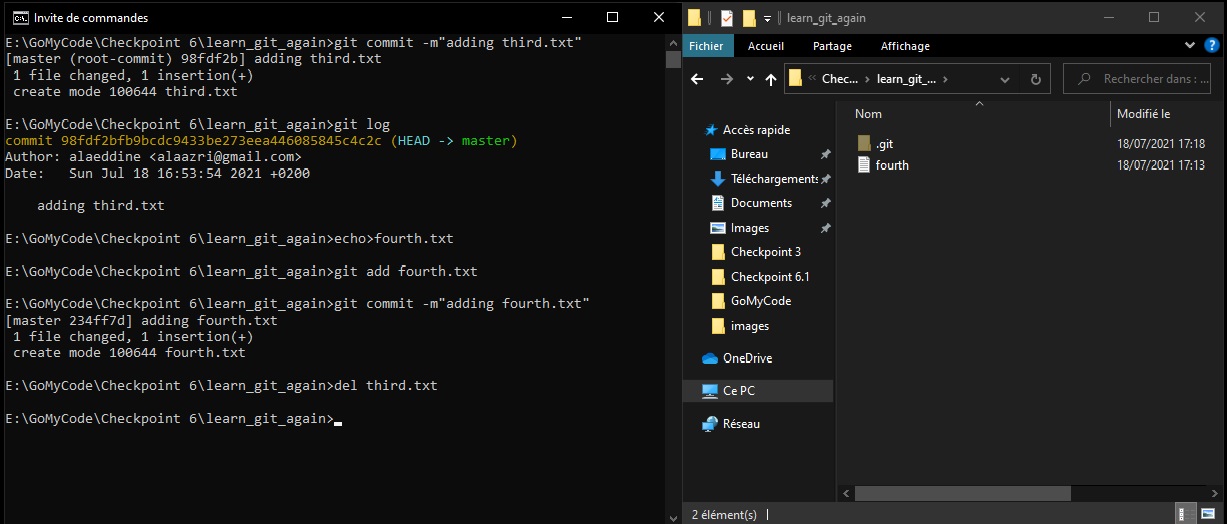 Invite de commandes
E:\GoMyCode\Checkpoint 6\learn_git_again>git commit -m"adding third.txt"
[master (root-commit) 98fdf2b] adding third.txt
 1 file changed, 1 insertion(+)
 create mode 100644 third.txt
E:\GoMyCode\Checkpoint 6\learn_git_again>git log
commit 98fdf2bfb9bcdc9433be273eea446085845c4c2c (HEAD -> master)
Author: alaeddine <alaazri@gmail.com>
Date:   Sun Jul 18 16:53:54 2021 +0200
    adding third.txt
E:\GoMyCode\Checkpoint 6\learn_git_again>echo>fourth.txt
E:\GoMyCode\Checkpoint 6\learn_git_again>git add fourth.txt
E:\GoMyCode\Checkpoint 6\learn_git_again>git commit -m"adding fourth.txt"
[master 234ff7d] adding fourth.txt
 1 file changed, 1 insertion(+)
 create mode 100644 fourth.txt
E:\GoMyCode\Checkpoint 6\learn_git_again>del third.txt
E:\GoMyCode\Checkpoint 6\learn_git_again>
learn_git_again
Fichier Accueil Partage Affichage
« Chec... > learn_git_... >
Rechercher dans : ...
Nom Modifié le
Accès rapide
Bureau
Téléchargements
Documents
Images
Checkpoint 3
Checkpoint 6.1
GoMyCode
images
OneDrive
Ce PC
Réseau
.git 18/07/2021 17:18
fourth 18/07/2021 17:13
2 élément(s)